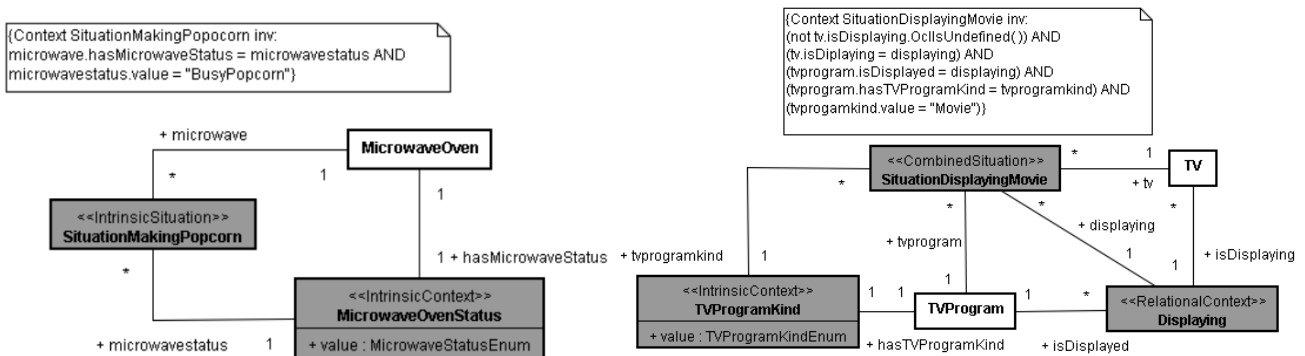 {Context SituationMakingPopocorn inv:
microwave.hasMicrowaveStatus = microwavestatus AND
microwavestatus.value = "BusyPopcorn"}
+ microwave
MicrowaveOven
*
1
1
<<IntrinsicSituation>>
SituationMakingPopcorn
*
1 + hasMicrowaveStatus
<<IntrinsicContext>>
MicrowaveOvenStatus
+ value : MicrowaveStatusEnum
+ microwavestatus
1
{Context SituationDisplayingMovie inv:
(not tv.isDisplaying.OclIsUndefined( )) AND
(tv.isDiplaying = displaying) AND
(tvprogram.isDisplayed = displaying) AND
(tvprogram.hasTVProgramKind = tvprogramkind) AND
(tvprogamkind.value = "Movie")}
<<CombinedSituation>>
SituationDisplayingMovie
*
1
TV
+ tv
*
*
*
*
+ displaying
+ tvprogram
+ tvprogramkind
1
1
1
1
+ isDisplaying
<<IntrinsicContext>>
TVProgramKind
+ value : TVProgramKindEnum
1
1
TVProgram
1
*
<<RelationalContext>>
Displaying
+ hasTVProgramKind
+ isDisplayed